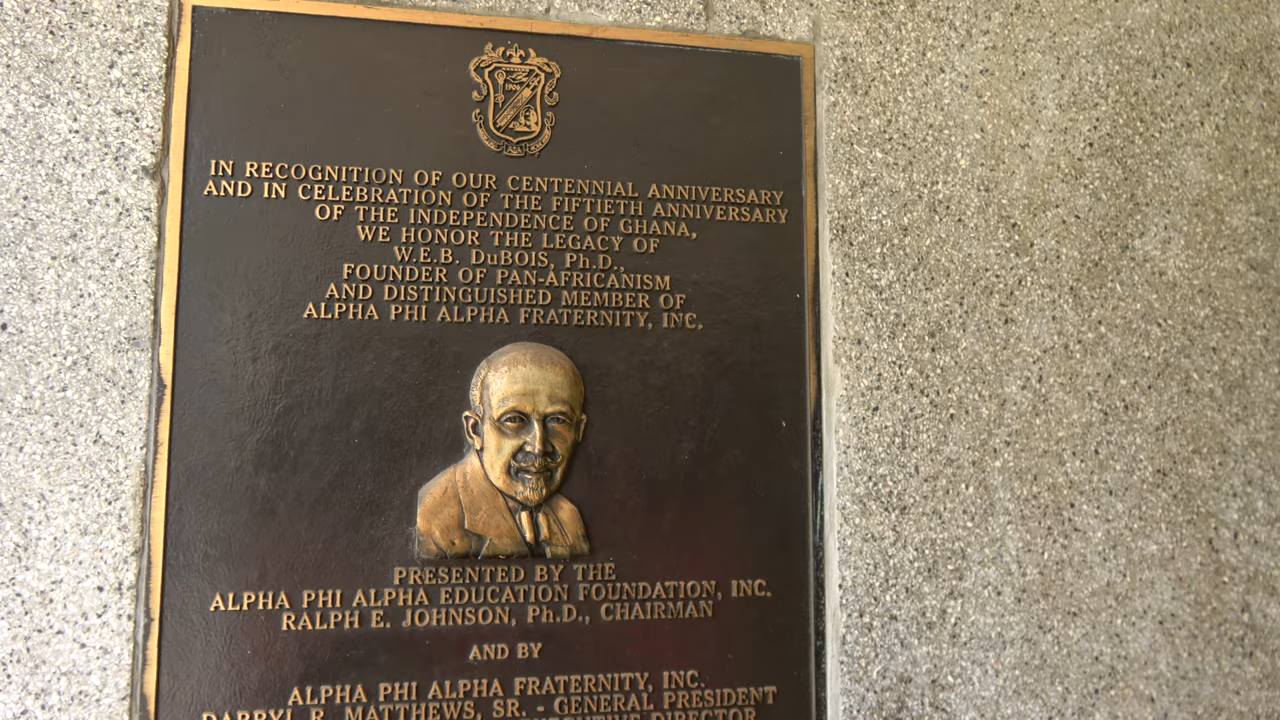 1906
IN RECOGNITION OF OUR CENTENNIAL ANNIVERSARY
AND IN CELEBRATION OF THE FIFTIETH ANNIVERSARY
OF THE INDEPENDENCE OF GHANA,
WE HONOR THE LEGACY OF
W.E.B. DuBOIS, Ph.D.,
FOUNDER OF PAN-AFRICANISM
AND DISTINGUISHED MEMBER OF
ALPHA PHI ALPHA FRATERNITY, INC.
PRESENTED BY THE
ALPHA PHI ALPHA EDUCATION FOUNDATION, INC.
RALPH E. JOHNSON, Ph.D., CHAIRMAN
AND BY
ALPHA PHI ALPHA FRATERNITY, INC.
DARRYL R. MATTHEWS, SR. - GENERAL PRESIDENT
EXECUTIVE DIRECTOR